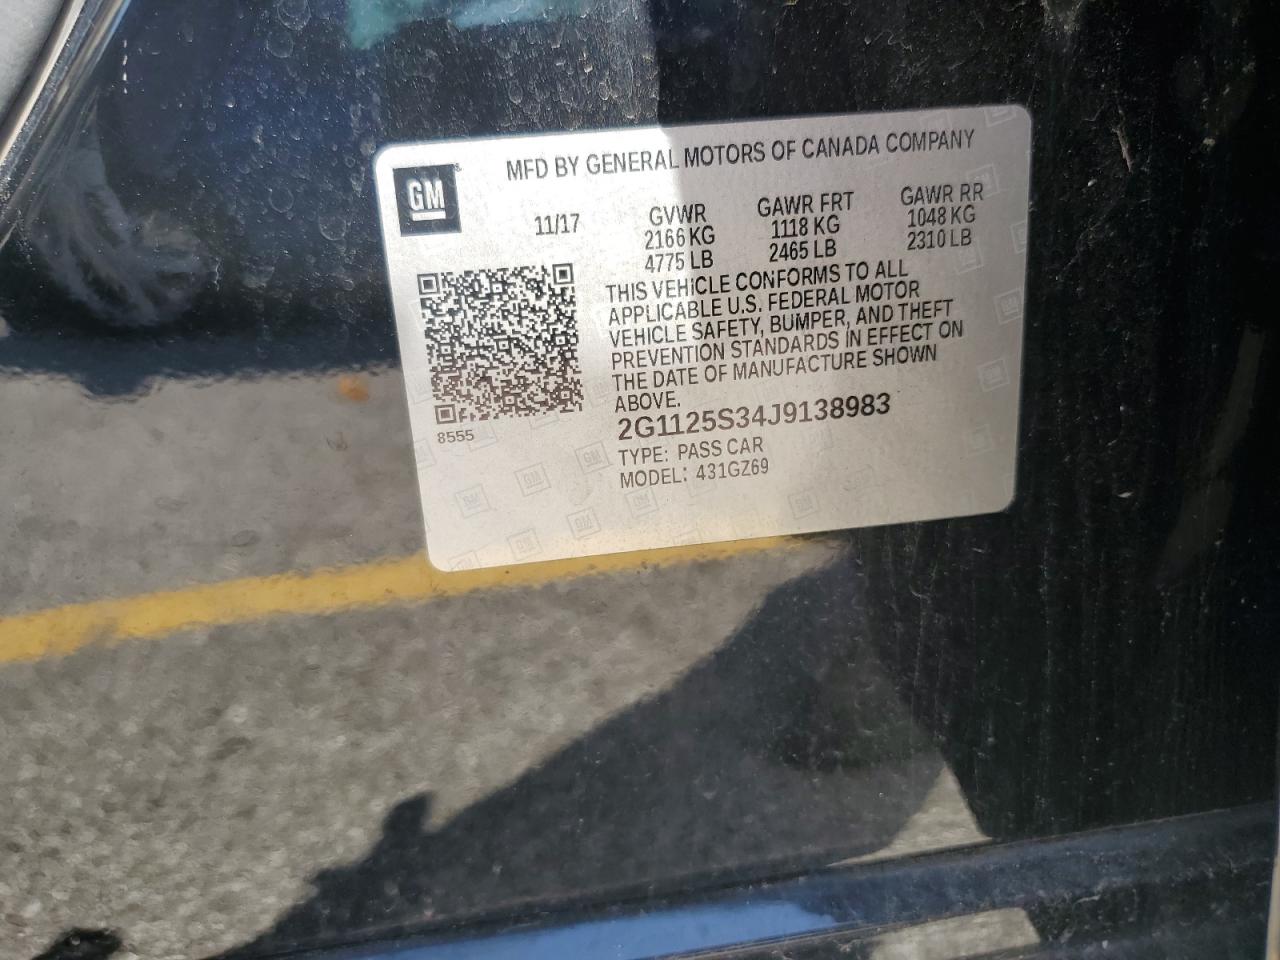 MFD BY GENERAL MOTORS OF CANADA COMPANY
GM
11/17
GVWR
2166 KG
4775 LB
GAWR FRT
1118 KG
2465 LB
GAWR RR
1048 KG
2310 LB
THIS VEHICLE CONFORMS TO ALL
APPLICABLE U.S. FEDERAL MOTOR
VEHICLE SAFETY, BUMPER, AND THEFT
PREVENTION STANDARDS IN EFFECT ON
THE DATE OF MANUFACTURE SHOWN
ABOVE.
8555
2G1125S34J9138983
TYPE: PASS CAR
MODEL: 431GZ69